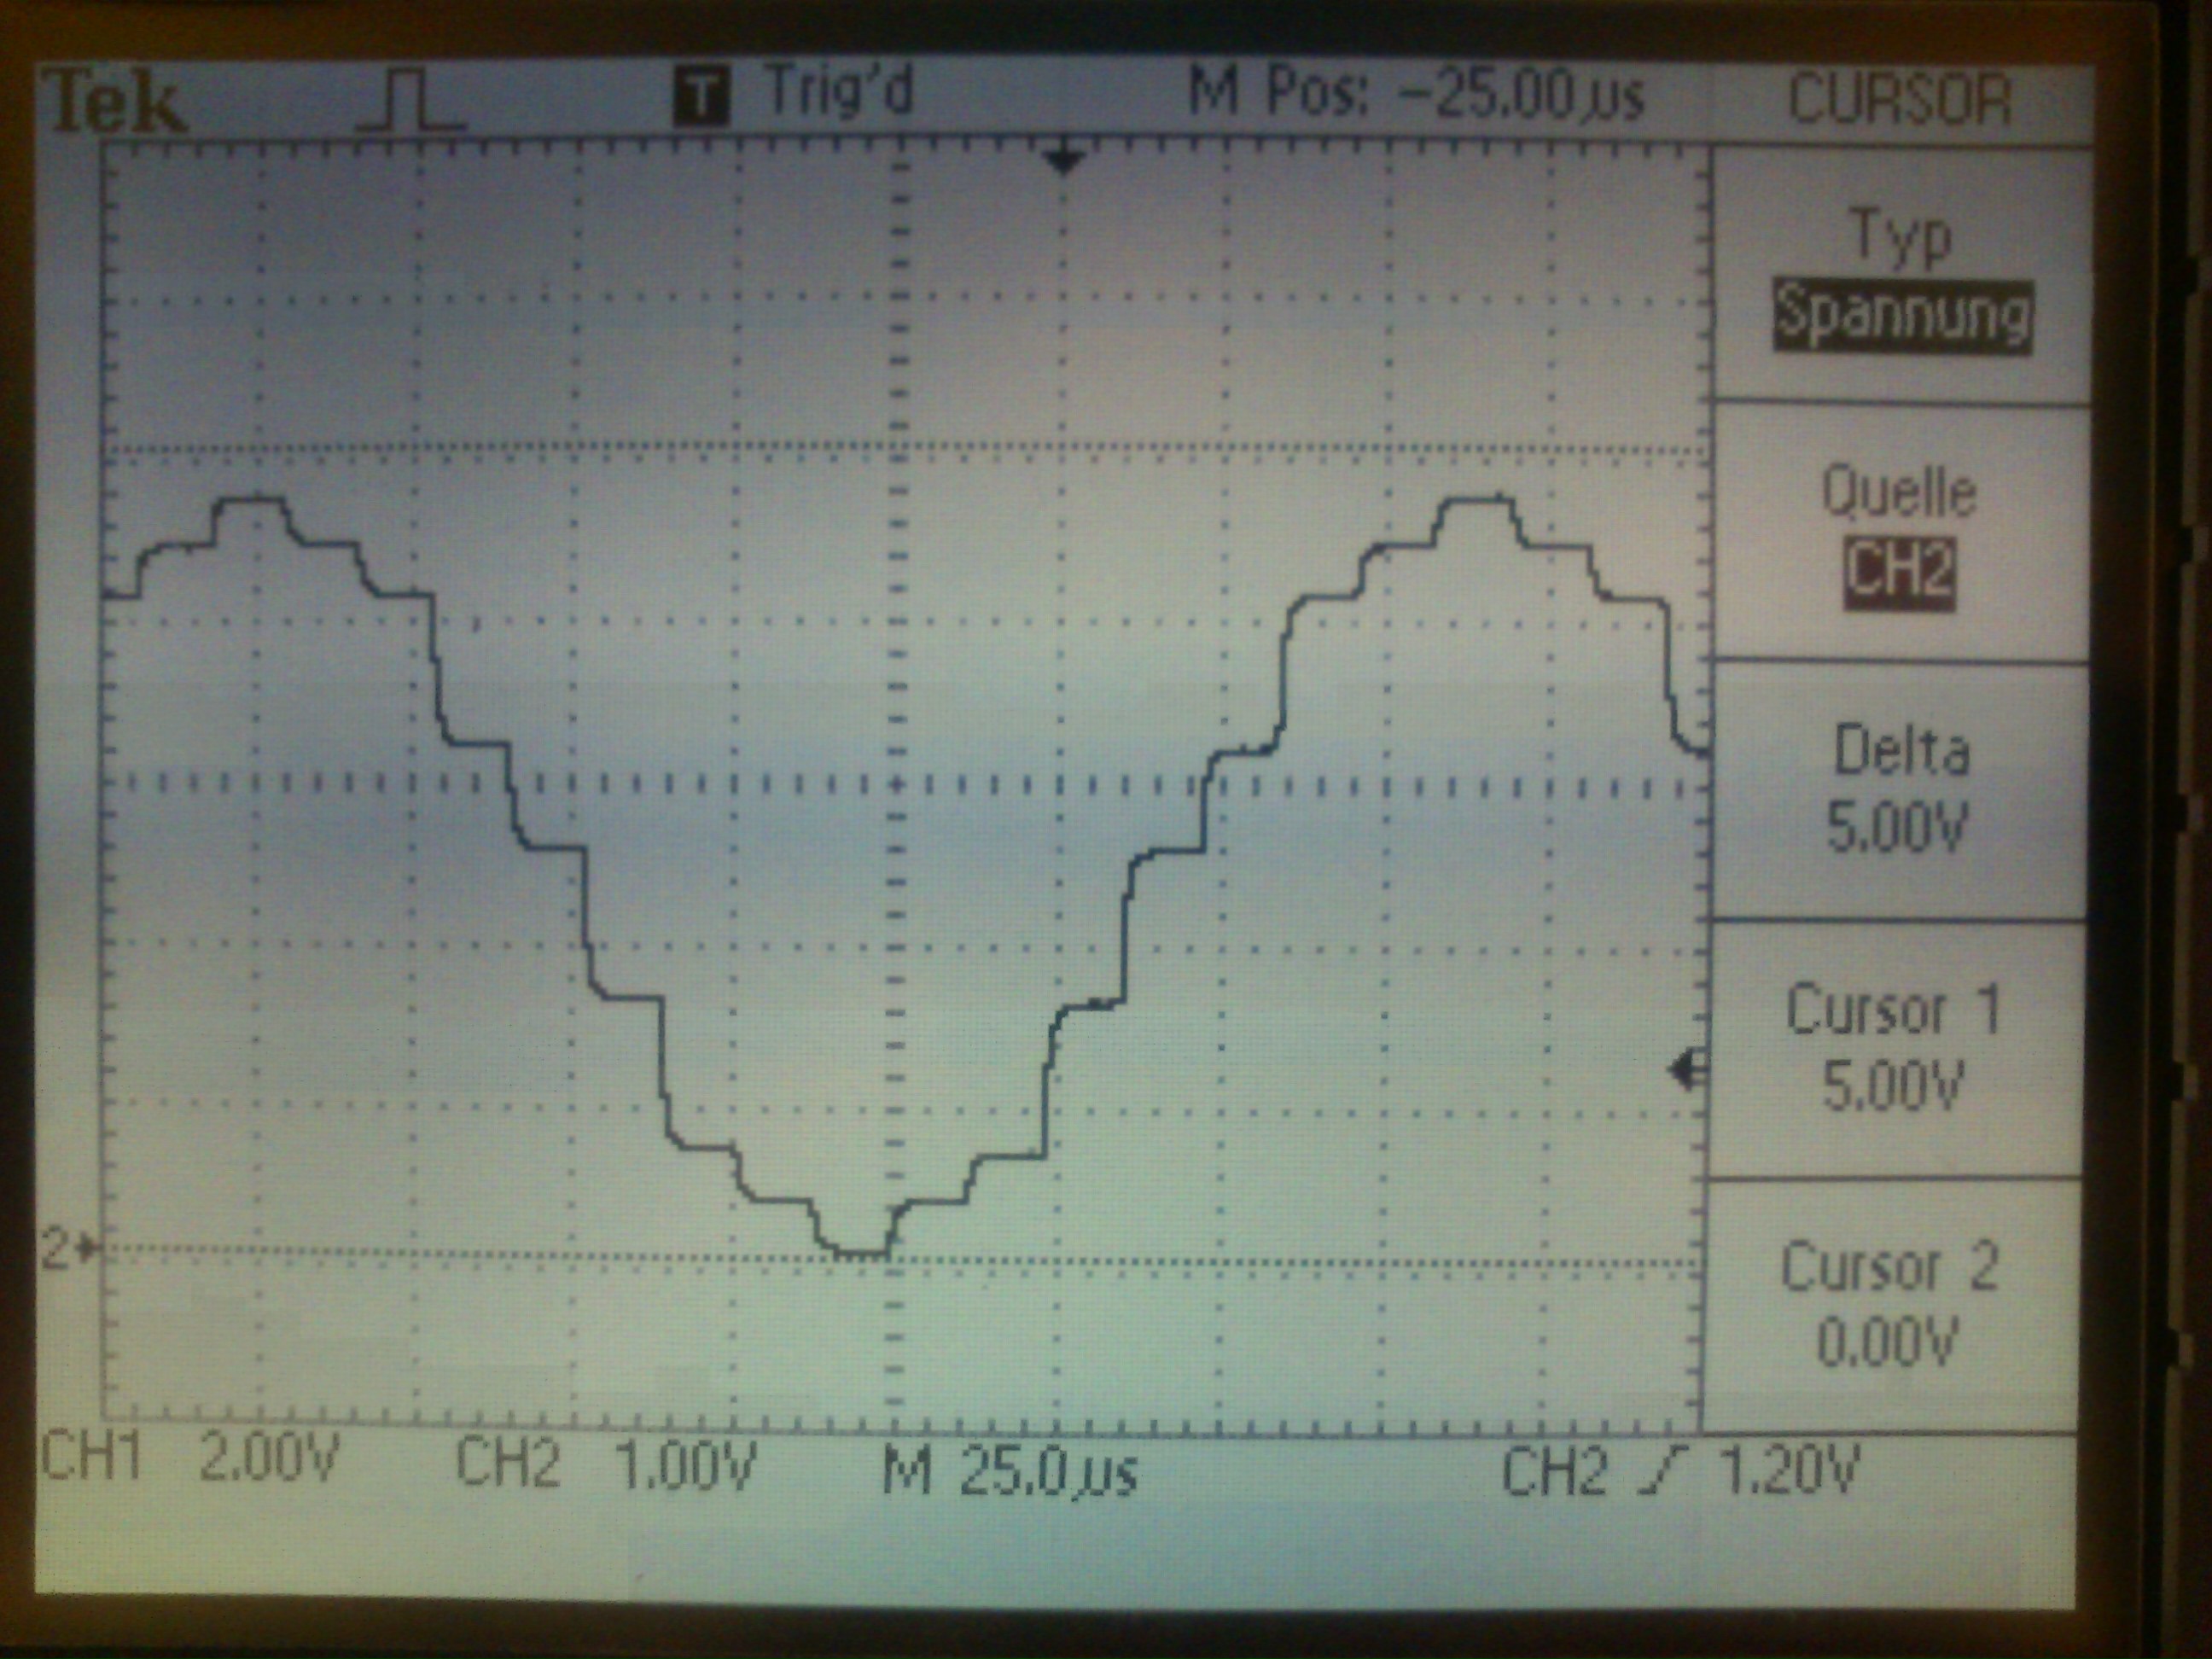 Tek T Trig'd M Pos: -25.00µs CURSOR
Typ
Spannung
Quelle
CH2
Delta
5.00V
Cursor 1
5.00V
2
Cursor 2
0.00V
CH1 2.00V CH2 1.00V M 25.0µs CH2 1.20V